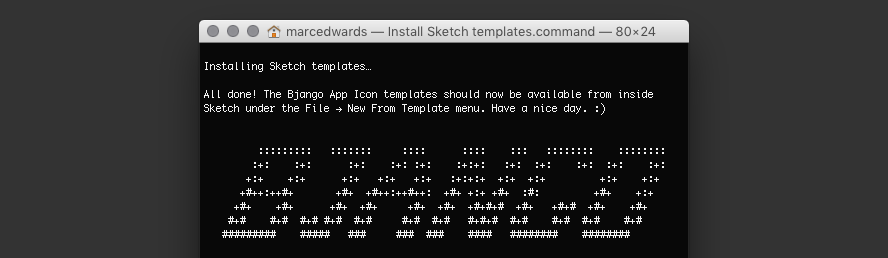 marcedwards — Install Sketch templates.command — 80×24
Installing Sketch templates…
All done! The Bjango App Icon templates should now be available from inside
Sketch under the File → New From Template menu. Have a nice day. :)
         :::::::::   :::::::     ::::      ::::    :::   ::::::::    ::::::::
        :+:    :+:      :+:    :+: :+:    :+:+:   :+:  :+:    :+:  :+:    :+:
       +:+    +:+      +:+   +:+   +:+   :+:+:+  +:+  +:+         +:+    +:+
      +#++:++#+       +#+  +#++:++#++:  +#+ +:+ +#+  :#:         +#+    +:+
     +#+    +#+      +#+  +#+     +#+  +#+  +#+#+#  +#+   +#+#  +#+    +#+
    #+#    #+#  #+# #+#  #+#     #+#  #+#   #+#+#  #+#    #+#  #+#    #+#
   #########    #####   ###     ###  ###    ####   ########    ########